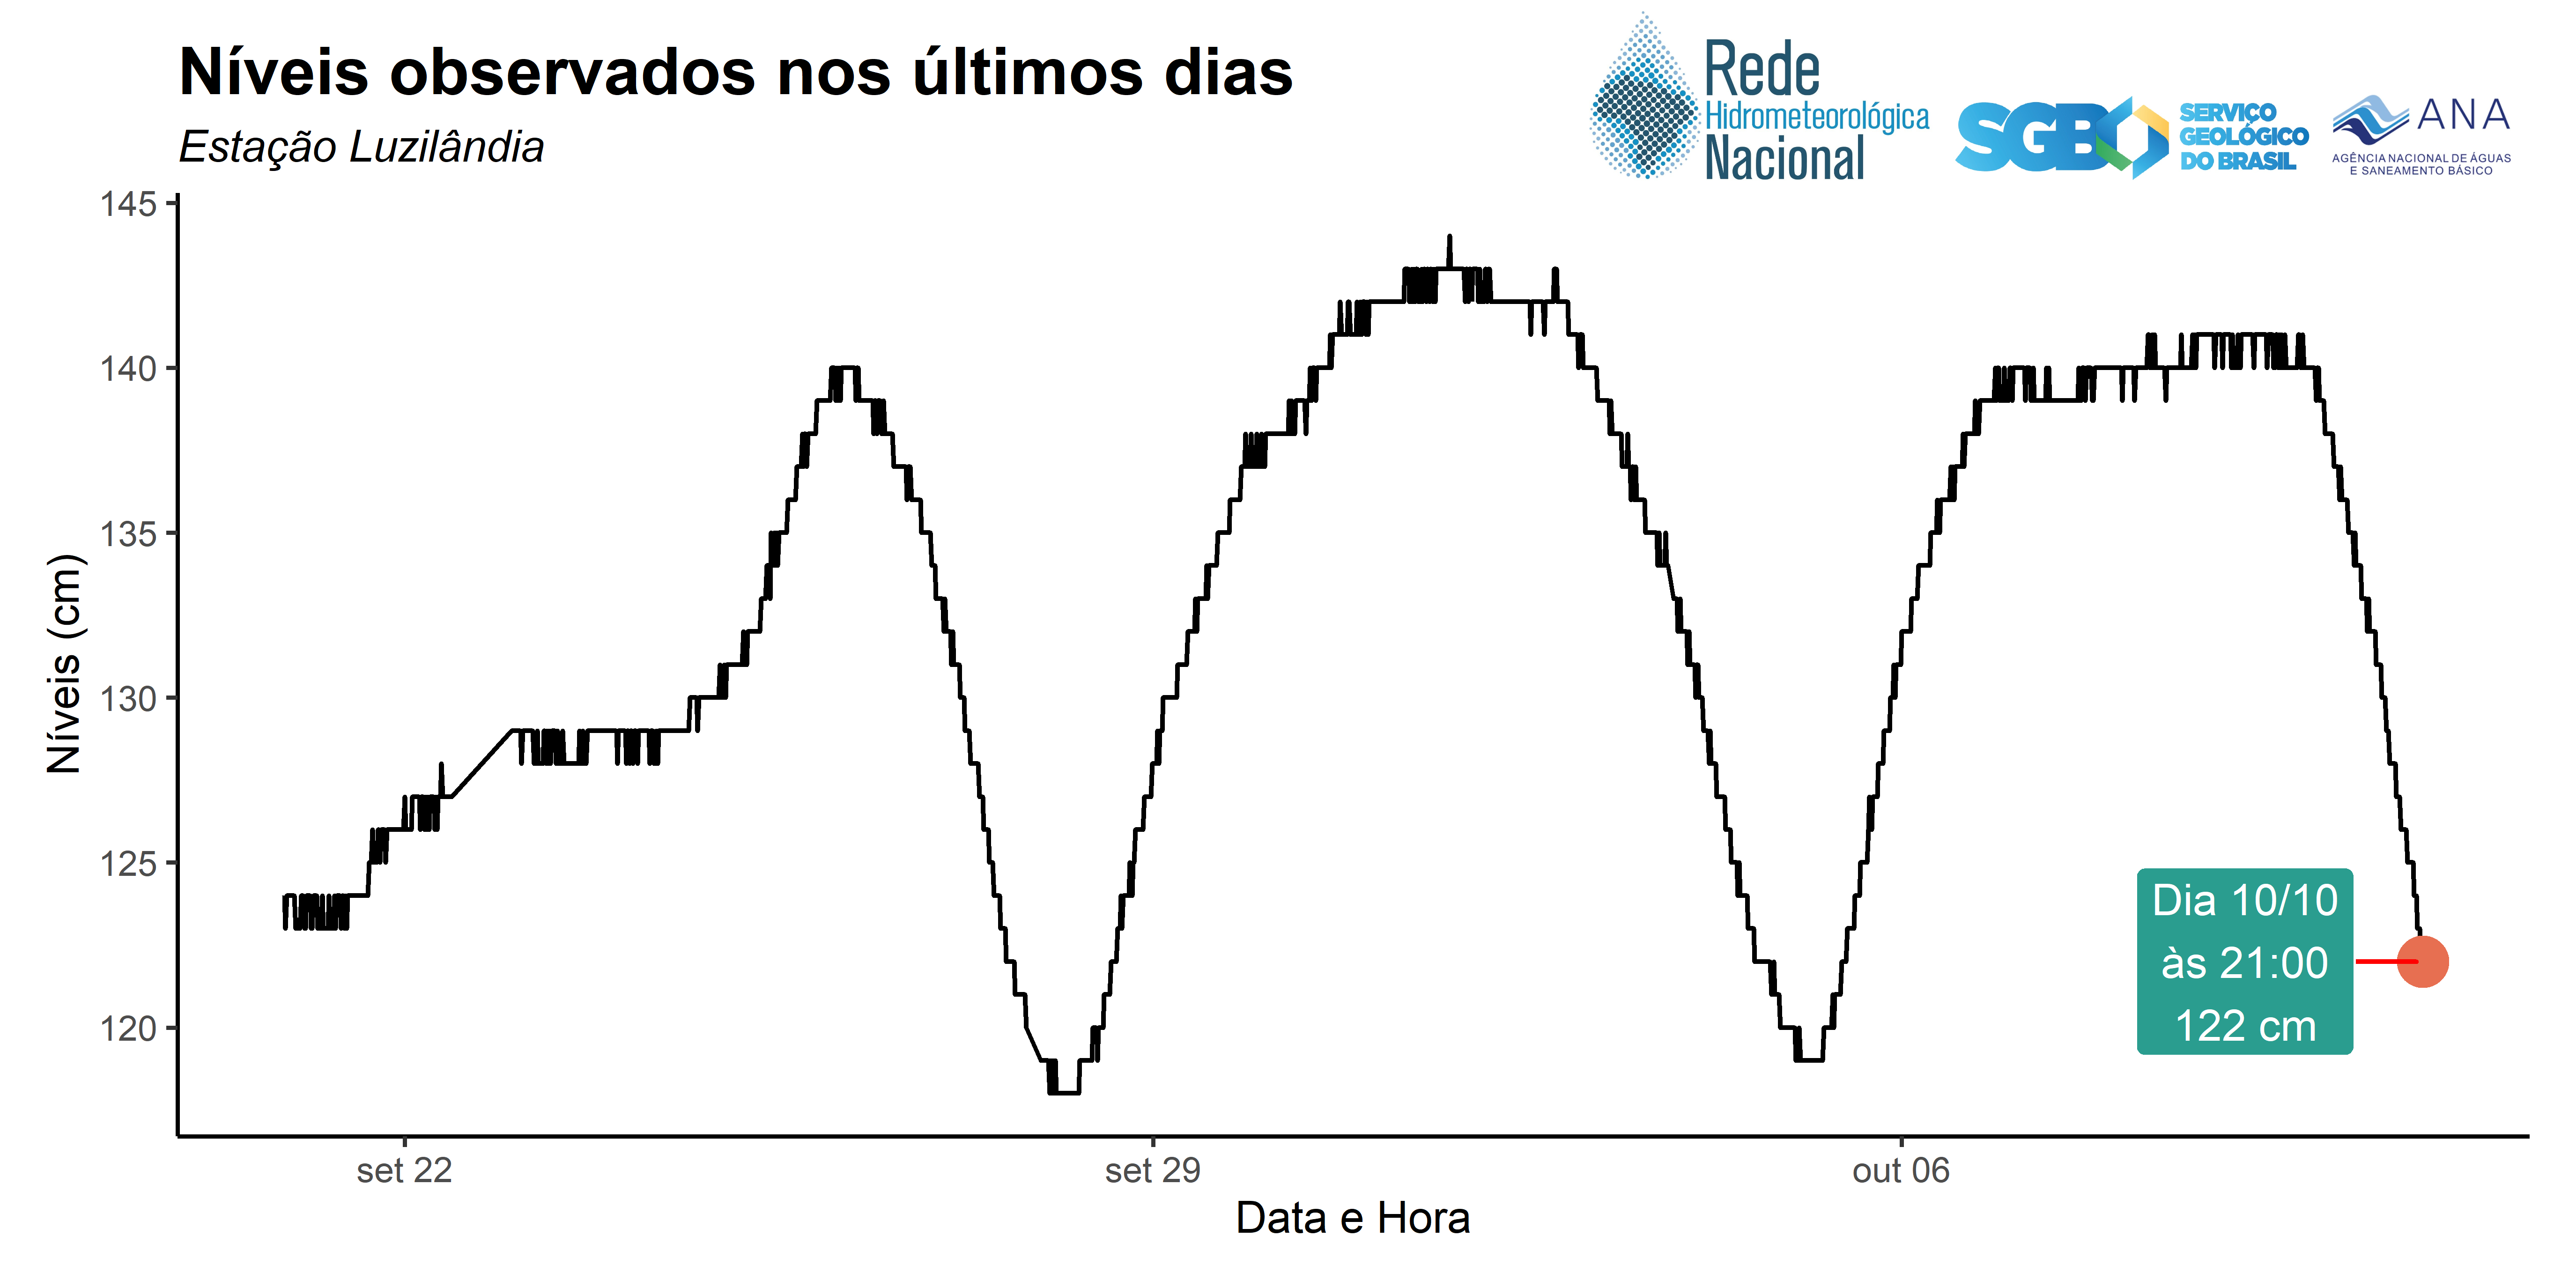 Níveis observados nos últimos dias
Estação Luzilândia
Rede
Hidrometeorológica
Nacional
SGB
SERVIÇO
GEOLÓGICO
DO BRASIL
ANA
AGÊNCIA NACIONAL DE ÁGUAS
E SANEAMENTO BÁSICO
Níveis (cm)
145
140
135
130
125
120
Dia 10/10
às 21:00
122 cm
set 22
set 29
out 06
Data e Hora